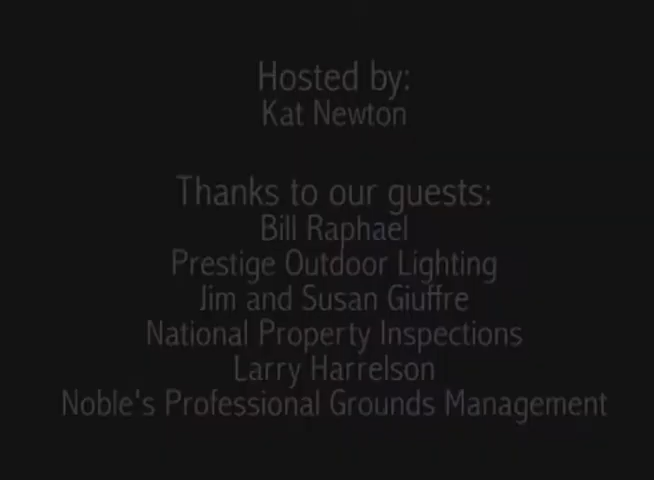 Hosted by:
Kat Newton
Thanks to our guests:
Bill Raphael
Prestige Outdoor Lighting
Jim and Susan Giuffre
National Property Inspections
Larry Harrelson
Noble's Professional Grounds Management